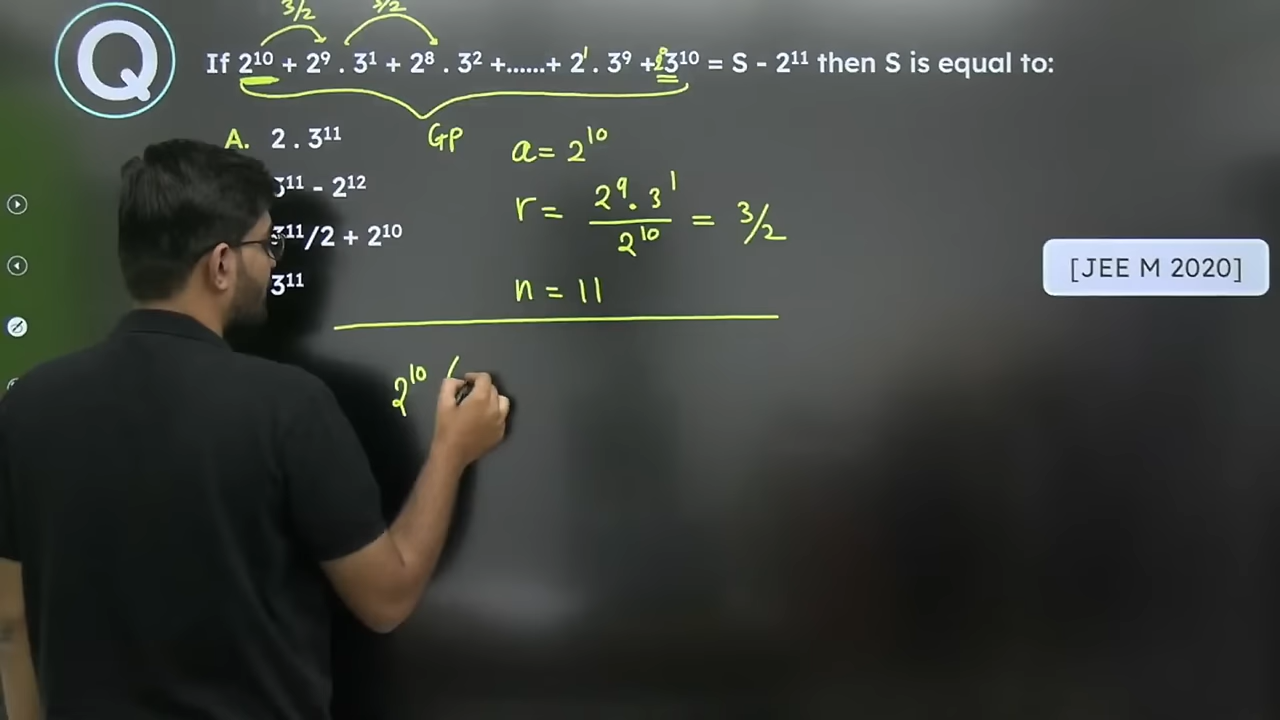 3/2 3/2
Q
If 2¹⁰ + 2⁹ . 3¹ + 2⁸ . 3² +......+ 2¹ . 3⁹ + 2⁰3¹⁰ = S - 2¹¹ then S is equal to:
GP
A. 2 . 3¹¹
3¹¹ - 2¹²
3¹¹/2 + 2¹⁰
3¹¹
a = 2¹⁰
r = 2⁹ . 3¹ / 2¹⁰ = 3/2
n = 11
[JEE M 2020]
2¹⁰ (